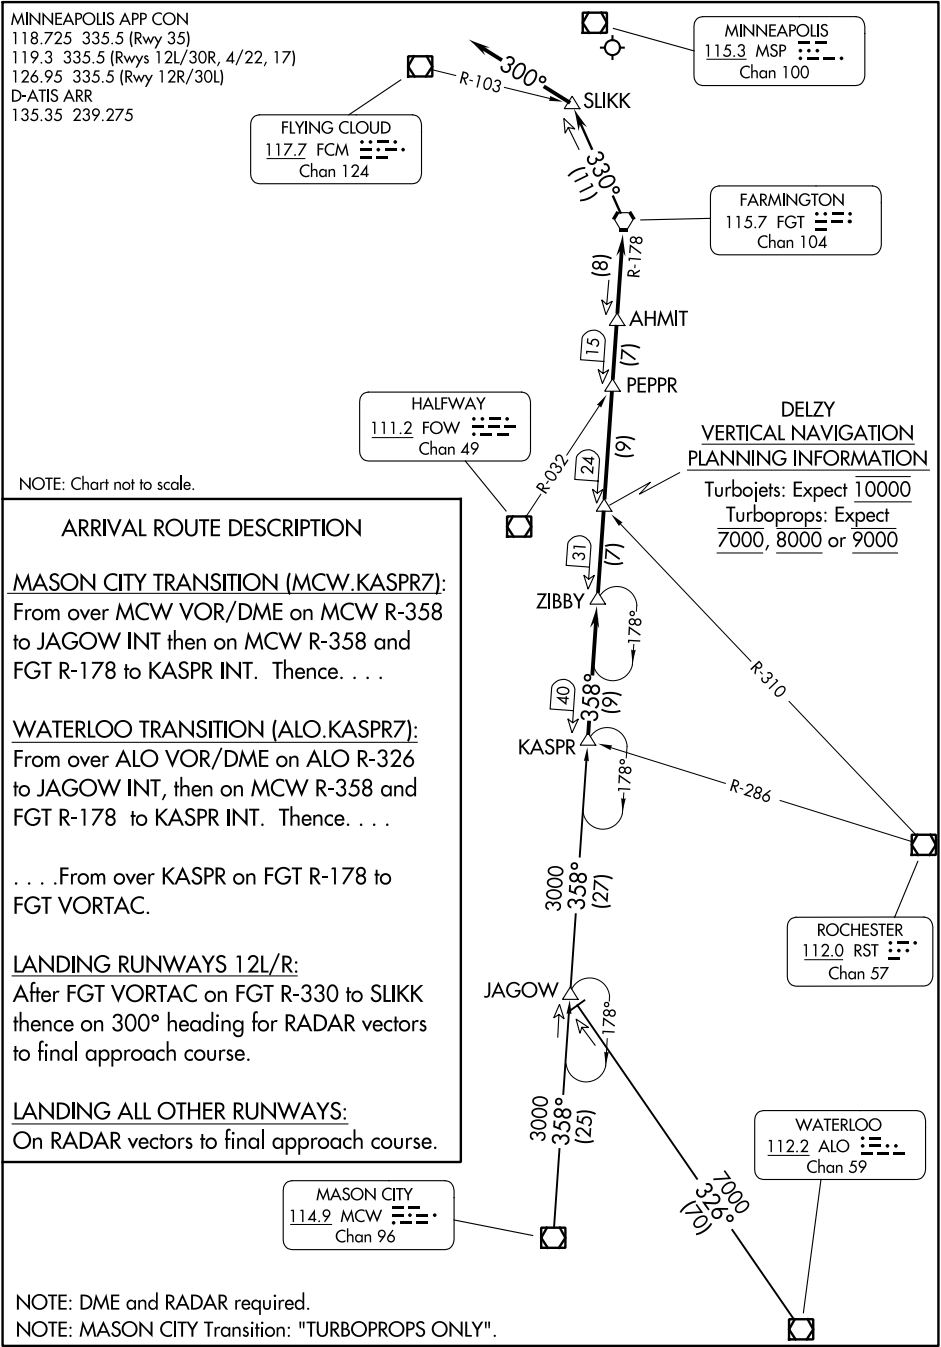 MINNEAPOLIS APP CON
118.725 335.5 (Rwy 35)
119.3 335.5 (Rwys 12L/30R, 4/22, 17)
126.95 335.5 (Rwy 12R/30L)
D-ATIS ARR
135.35 239.275
MINNEAPOLIS
115.3 MSP
Chan 100
300°
R-103
SLIKK
FLYING CLOUD
117.7 FCM
Chan 124
330°
(11)
FARMINGTON
115.7 FGT
Chan 104
R-178
(8)
AHMIT
15
(7)
PEPPR
HALFWAY
111.2 FOW
Chan 49
R-032
24
(9)
DELZY
VERTICAL NAVIGATION
PLANNING INFORMATION
Turbojets: Expect 10000
Turboprops: Expect
7000, 8000 or 9000
NOTE: Chart not to scale.
31
(7)
ZIBBY
178°
R-310
40
358°
(9)
KASPR
178°
R-286
3000
358°
(27)
ROCHESTER
112.0 RST
Chan 57
JAGOW
178°
3000
358°
(25)
7000
326°
(70)
WATERLOO
112.2 ALO
Chan 59
MASON CITY
114.9 MCW
Chan 96
ARRIVAL ROUTE DESCRIPTION
MASON CITY TRANSITION (MCW.KASPR7):
From over MCW VOR/DME on MCW R-358
to JAGOW INT then on MCW R-358 and
FGT R-178 to KASPR INT. Thence. . . .
WATERLOO TRANSITION (ALO.KASPR7):
From over ALO VOR/DME on ALO R-326
to JAGOW INT, then on MCW R-358 and
FGT R-178 to KASPR INT. Thence. . . .
. . . .From over KASPR on FGT R-178 to
FGT VORTAC.
LANDING RUNWAYS 12L/R:
After FGT VORTAC on FGT R-330 to SLIKK
thence on 300° heading for RADAR vectors
to final approach course.
LANDING ALL OTHER RUNWAYS:
On RADAR vectors to final approach course.
NOTE: DME and RADAR required.
NOTE: MASON CITY Transition: "TURBOPROPS ONLY".